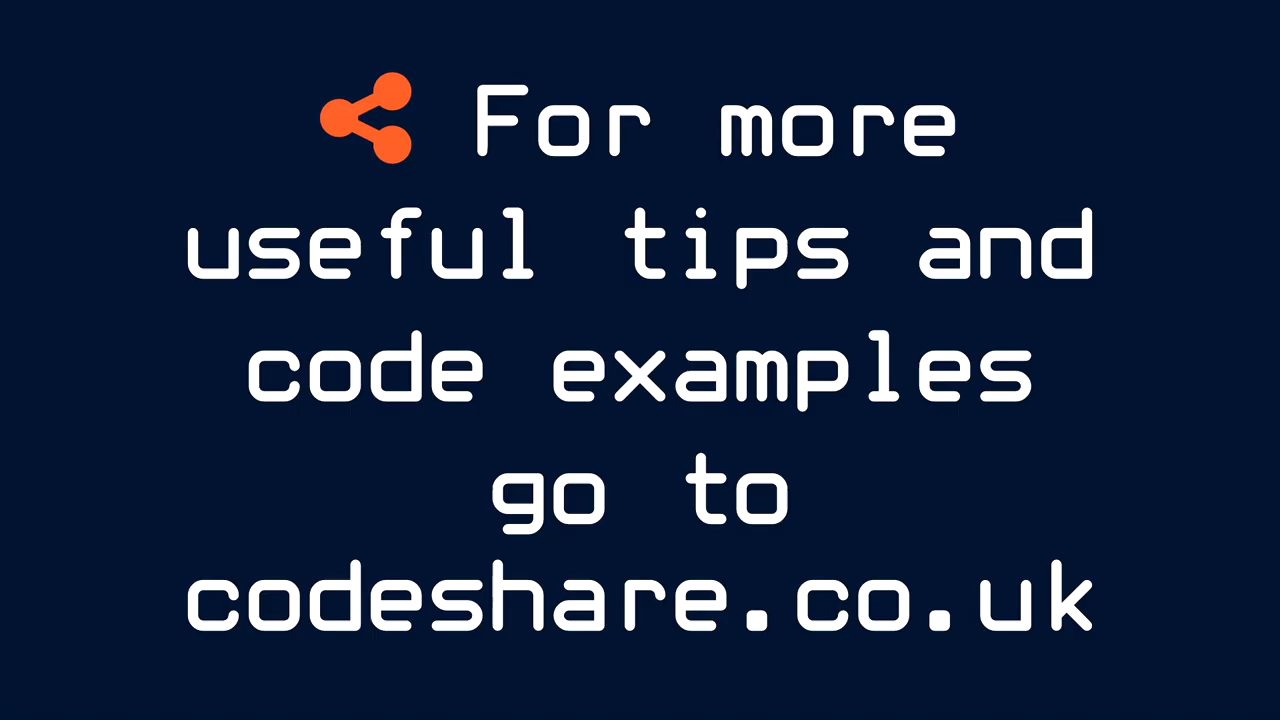 For more
useful tips and
code examples
go to
codeshare.co.uk